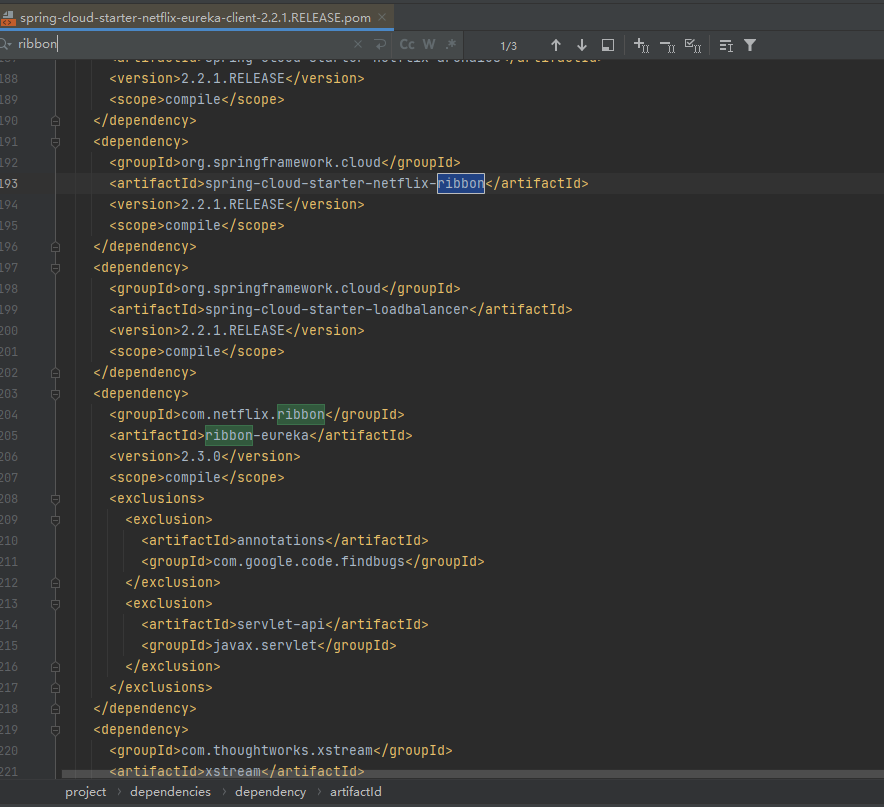 spring-cloud-starter-netflix-eureka-client-2.2.1.RELEASE.pom ×
ribbon × Cc W .* 1/3
188 <version>2.2.1.RELEASE</version>
189 <scope>compile</scope>
190 </dependency>
191 <dependency>
192 <groupId>org.springframework.cloud</groupId>
193 <artifactId>spring-cloud-starter-netflix-ribbon</artifactId>
194 <version>2.2.1.RELEASE</version>
195 <scope>compile</scope>
196 </dependency>
197 <dependency>
198 <groupId>org.springframework.cloud</groupId>
199 <artifactId>spring-cloud-starter-loadbalancer</artifactId>
200 <version>2.2.1.RELEASE</version>
201 <scope>compile</scope>
202 </dependency>
203 <dependency>
204 <groupId>com.netflix.ribbon</groupId>
205 <artifactId>ribbon-eureka</artifactId>
206 <version>2.3.0</version>
207 <scope>compile</scope>
208 <exclusions>
209 <exclusion>
210 <artifactId>annotations</artifactId>
211 <groupId>com.google.code.findbugs</groupId>
212 </exclusion>
213 <exclusion>
214 <artifactId>servlet-api</artifactId>
215 <groupId>javax.servlet</groupId>
216 </exclusion>
217 </exclusions>
218 </dependency>
219 <dependency>
220 <groupId>com.thoughtworks.xstream</groupId>
221 <artifactId>xstream</artifactId>
project › dependencies › dependency › artifactId